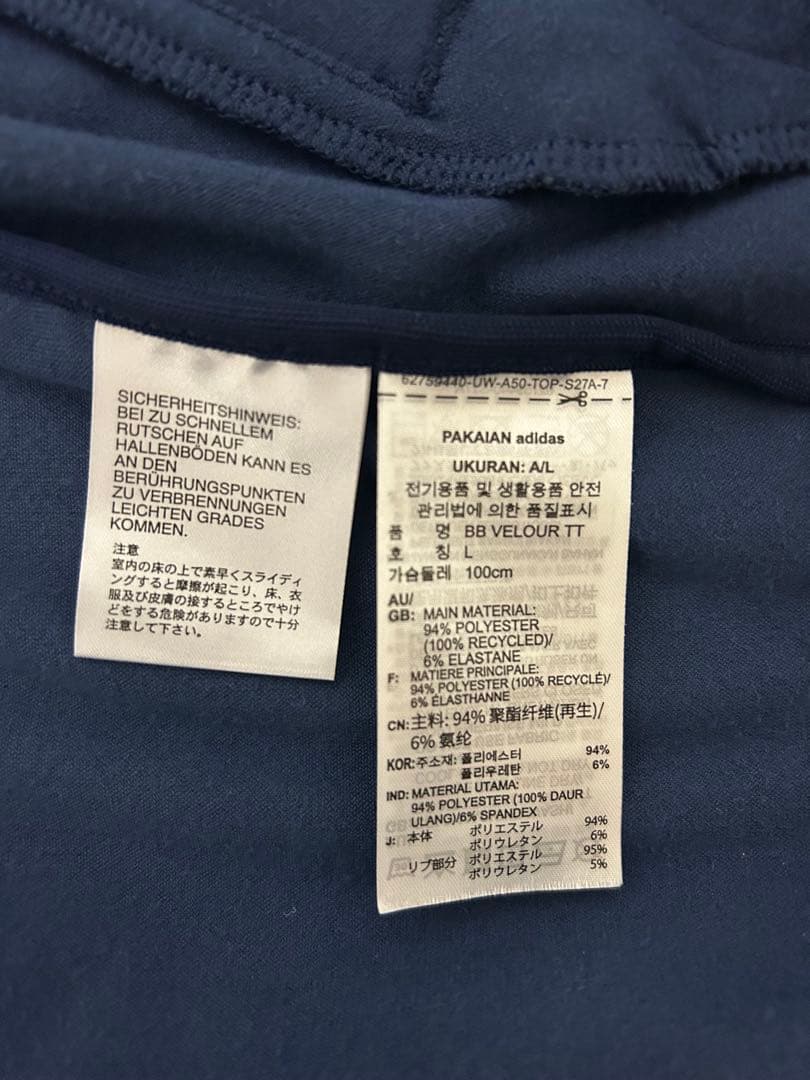 SICHERHEITSHINWEIS:
BEI ZU SCHNELLEM
RUTSCHEN AUF
HALLENBÖDEN KANN ES
AN DEN
BERÜHRUNGSPUNKTEN
ZU VERBRENNUNGEN
LEICHTEN GRADES
KOMMEN.
注意
室内の床の上で素早くスライディ
ングすると摩擦が起こり、床、衣
服及び皮膚の接するところでやけ
どをする危険がありますので十分
注意して下さい。
62759440-UW-A50-TOP-S27A-7
PAKAIAN adidas
UKURAN: A/L
전기용품 및 생활용품 안전
관리법에 의한 품질표시
품 명 BB VELOUR TT
호 칭 L
가슴둘레 100cm
AU/
GB: MAIN MATERIAL:
94% POLYESTER
(100% RECYCLED)/
6% ELASTANE
F: MATIERE PRINCIPALE:
94% POLYESTER (100% RECYCLÉ)/
6% ÉLASTHANNE
CN: 主料: 94% 聚酯纤维(再生)/
6% 氨纶
KOR: 주소재: 폴리에스터 94%
폴리우레탄 6%
IND: MATERIAL UTAMA:
94% POLYESTER (100% DAUR
ULANG)/6% SPANDEX
J: 本体 ポリエステル 94%
ポリウレタン 6%
リブ部分 ポリエステル 95%
ポリウレタン 5%